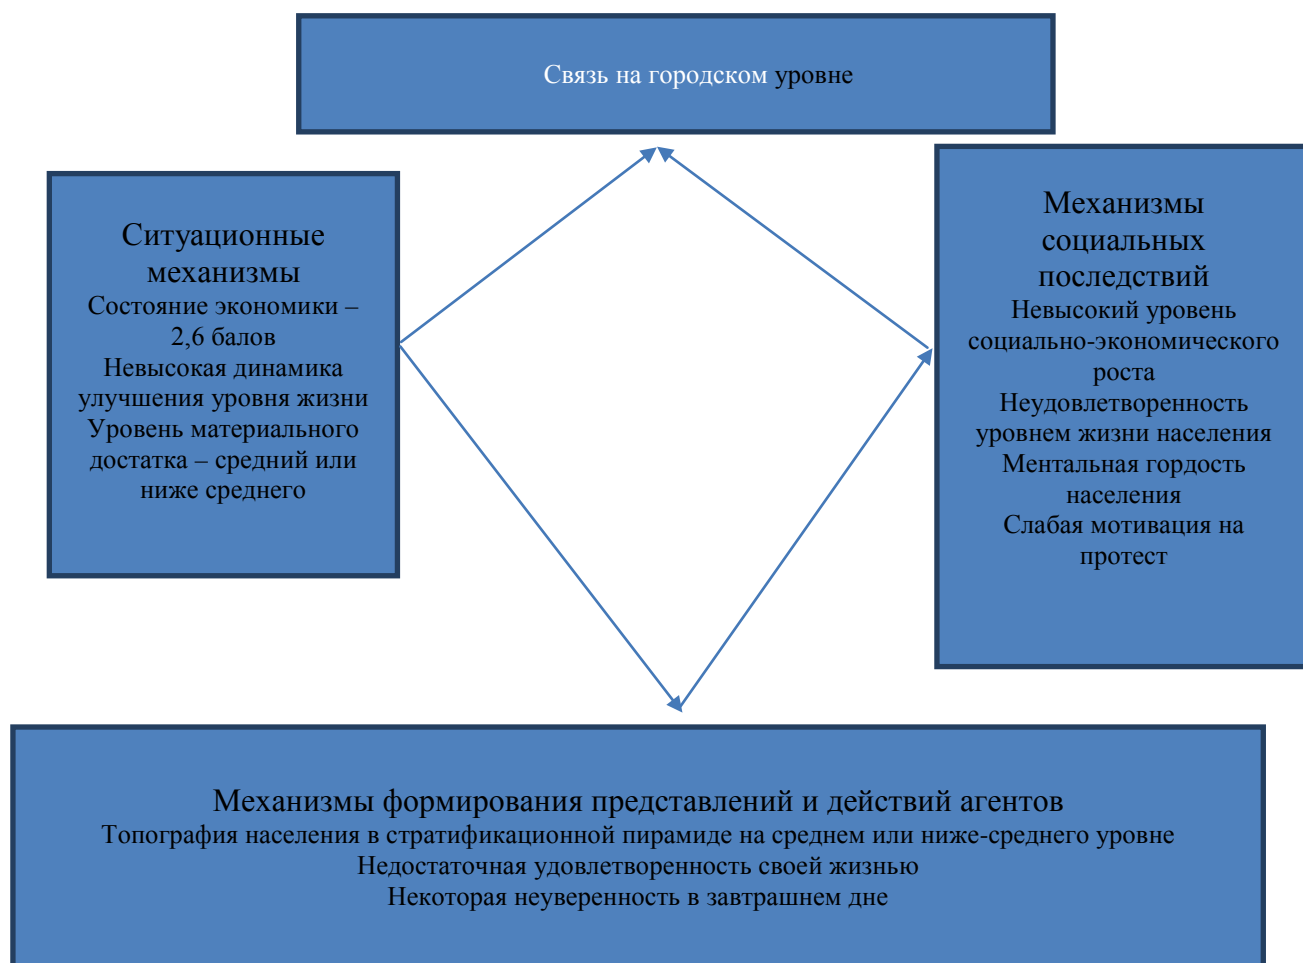 Связь на городском уровне
Ситуационные
механизмы
Состояние экономики –
2,6 балов
Невысокая динамика
улучшения уровня жизни
Уровень материального
достатка – средний или
ниже среднего
Механизмы
социальных
последствий
Невысокий уровень
социально-экономического
роста
Неудовлетворенность
уровнем жизни населения
Ментальная гордость
населения
Слабая мотивация на
протест
Механизмы формирования представлений и действий агентов
Топография населения в стратификационной пирамиде на среднем или ниже-среднего уровне
Недостаточная удовлетворенность своей жизнью
Некоторая неуверенность в завтрашнем дне